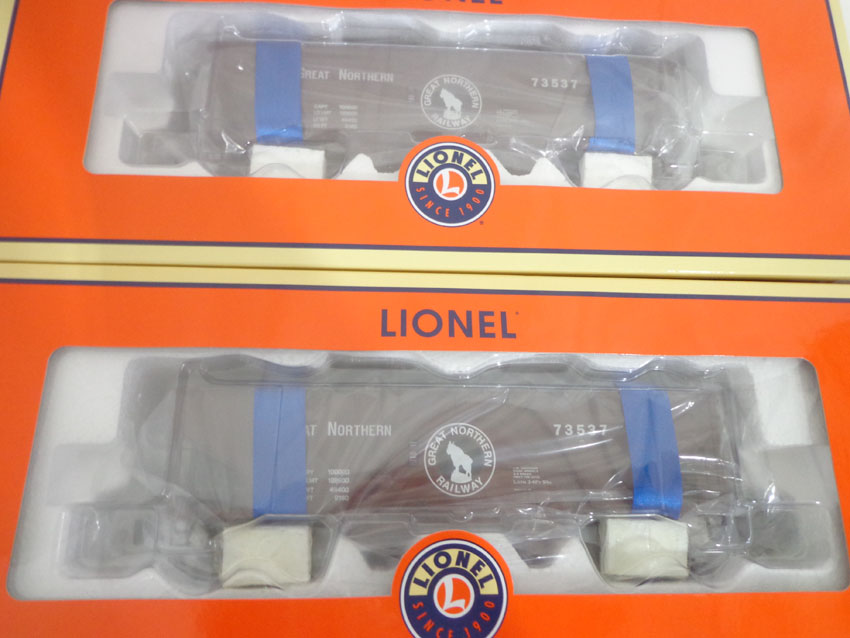 LIONEL
GREAT NORTHERN
73537
GREAT NORTHERN
RAILWAY
LIONEL
L
SINCE 1900
LIONEL
AT NORTHERN
73537
GREAT NORTHERN
RAILWAY
LIONEL
L
SINCE 1900